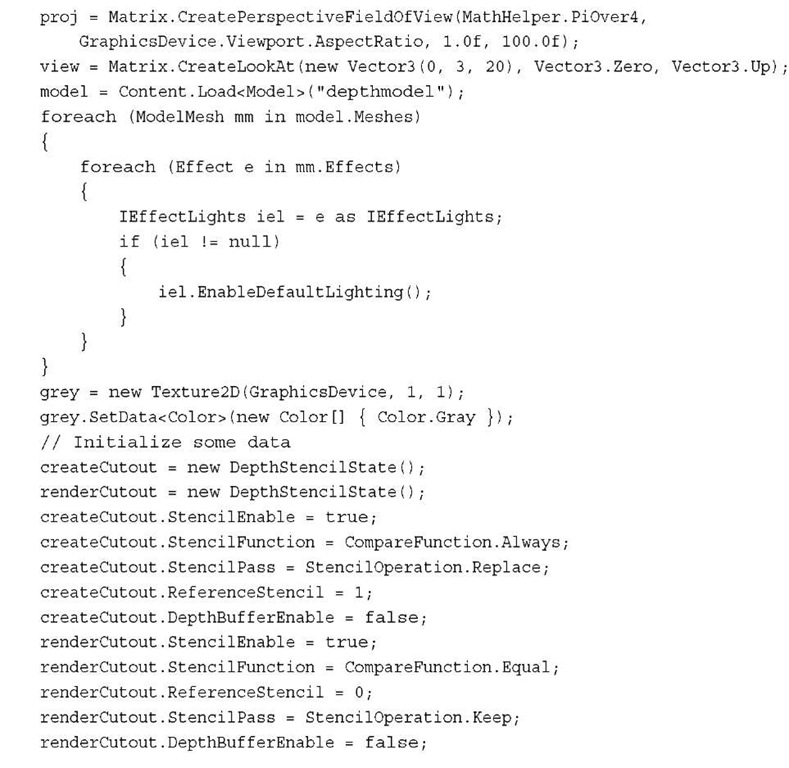 proj = Matrix.CreatePerspectiveFieldOfView(MathHelper.PiOver4,
    GraphicsDevice.Viewport.AspectRatio, 1.0f, 100.0f);
view = Matrix.CreateLookAt(new Vector3(0, 3, 20), Vector3.Zero, Vector3.Up);
model = Content.Load<Model>("depthmodel");
foreach (ModelMesh mm in model.Meshes)
{
    foreach (Effect e in mm.Effects)
    {
        IEffectLights iel = e as IEffectLights;
        if (iel != null)
        {
            iel.EnableDefaultLighting();
        }
    }
}
grey = new Texture2D(GraphicsDevice, 1, 1);
grey.SetData<Color>(new Color[] { Color.Gray });
// Initialize some data
createCutout = new DepthStencilState();
renderCutout = new DepthStencilState();
createCutout.StencilEnable = true;
createCutout.StencilFunction = CompareFunction.Always;
createCutout.StencilPass = StencilOperation.Replace;
createCutout.ReferenceStencil = 1;
createCutout.DepthBufferEnable = false;
renderCutout.StencilEnable = true;
renderCutout.StencilFunction = CompareFunction.Equal;
renderCutout.ReferenceStencil = 0;
renderCutout.StencilPass = StencilOperation.Keep;
renderCutout.DepthBufferEnable = false;